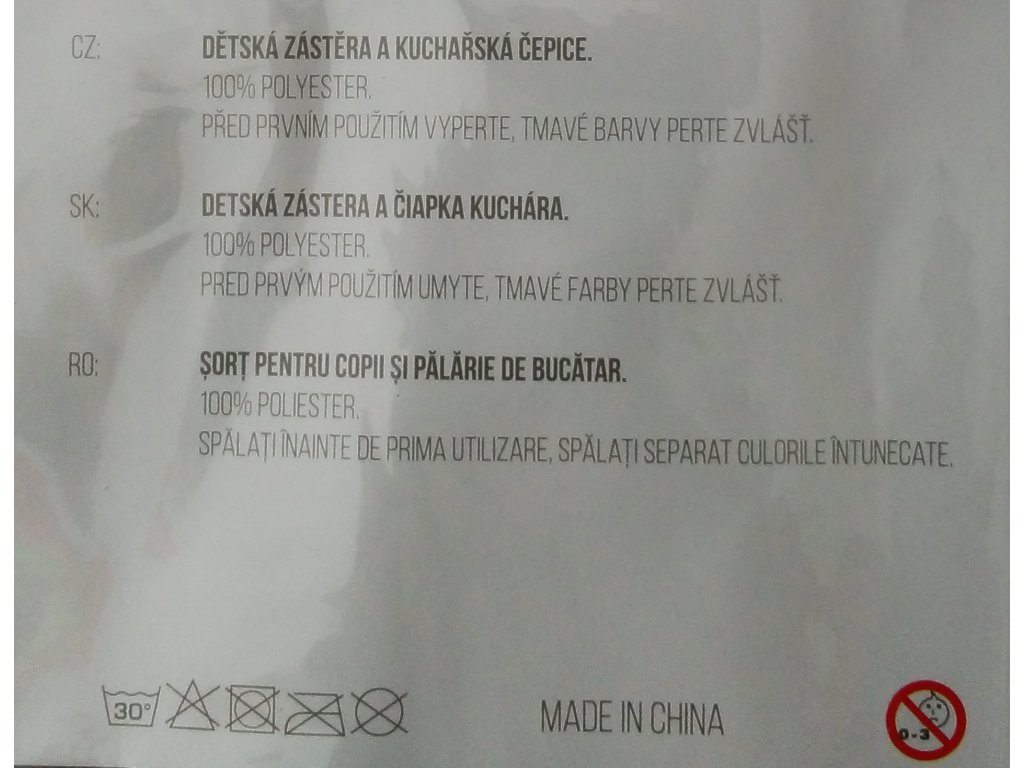 CZ: DĚTSKÁ ZÁSTĚRA A KUCHAŘSKÁ ČEPICE.
100% POLYESTER.
PŘED PRVNÍM POUŽITÍM VYPERTE, TMAVÉ BARVY PERTE ZVLÁŠŤ.
SK: DETSKÁ ZÁSTERA A ČIAPKA KUCHÁRA.
100% POLYESTER.
PRED PRVÝM POUŽITÍM UMYTE, TMAVÉ FARBY PERTE ZVLÁŠŤ.
RO: ȘORȚ PENTRU COPII ȘI PĂLĂRIE DE BUCĂTAR.
100% POLIESTER.
SPĂLAȚI ÎNAINTE DE PRIMA UTILIZARE, SPĂLAȚI SEPARAT CULORILE ÎNTUNECATE.
30°
MADE IN CHINA
0-3